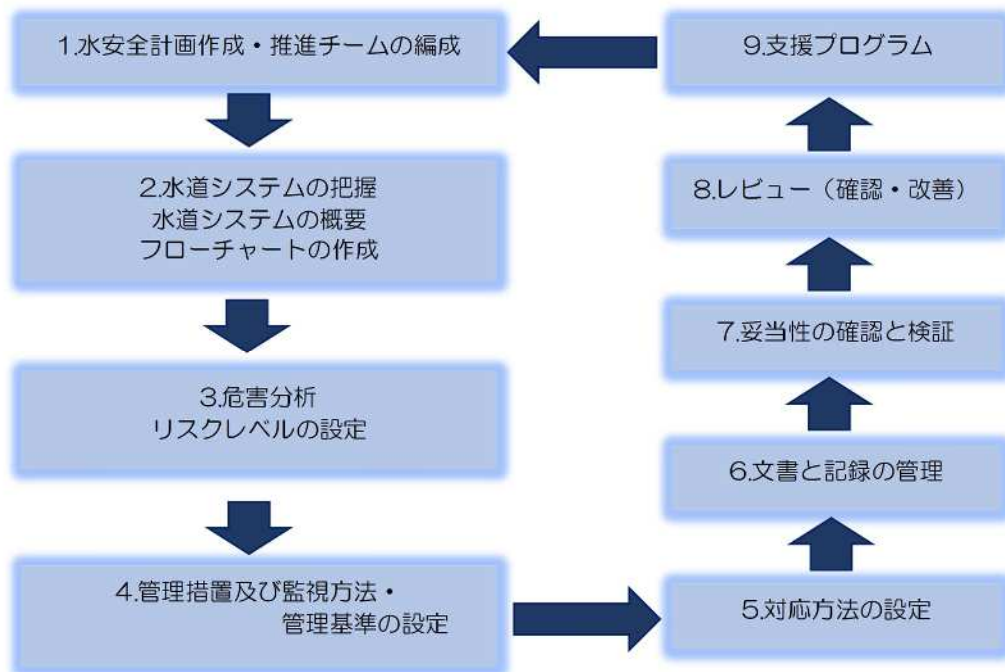 1.水安全計画作成・推進チームの編成
2.水道システムの把握
水道システムの概要
フローチャートの作成
3.危害分析
リスクレベルの設定
4.管理措置及び監視方法・
管理基準の設定
5.対応方法の設定
6.文書と記録の管理
7.妥当性の確認と検証
8.レビュー（確認・改善）
9.支援プログラム